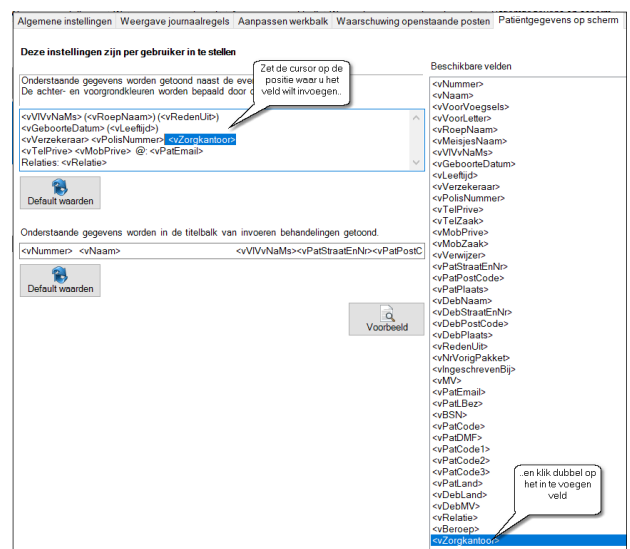 Algemene instellingen Weergave journaalregels Aanpassen werkbalk Waarschuwing openstaande posten Patiëntgegevens op scherm
Deze instellingen zijn per gebruiker in te stellen
Zet de cursor op de
positie waar u het
veld wilt invoegen..
Onderstaande gegevens worden getoond naast de
De achter- en voorgrondkleuren worden bepaald door
<vVIVvNaMs> (<vRoepNaam>) (<vRedenUit>)
<vGeboorteDatum> (<vLeeftijd>)
<vVerzekeraar> <vPolisNummer> <vZorgkantoor>
<vTelPrive> <vMobPrive> @: <vPatEmail>
Relaties: <vRelatie>
Default waarden
Onderstaande gegevens worden in de titelbalk van invoeren behandelingen getoond.
<vNummer> <vNaam> <vVIVvNaMs><vPatStraatEnNr><vPatPostC
Default waarden
Voorbeeld
Beschikbare velden
<vNummer>
<vNaam>
<vVoorVoegsels>
<vVoorLetter>
<vRoepNaam>
<vMeisjesNaam>
<vVIVvNaMs>
<vGeboorteDatum>
<vLeeftijd>
<vVerzekeraar>
<vPolisNummer>
<vTelPrive>
<vTelZaak>
<vMobPrive>
<vMobZaak>
<vVerwijzer>
<vPatStraatEnNr>
<vPatPostCode>
<vPatPlaats>
<vDebNaam>
<vDebStraatEnNr>
<vDebPostCode>
<vDebPlaats>
<vRedenUit>
<vNrVorigPakket>
<vIngeschrevenBij>
<vMV>
<vPatEmail>
<vPatLBez>
<vBSN>
<vPatCode>
<vPatDMF>
<vPatCode1>
<vPatCode2>
<vPatCode3>
<vPatLand>
<vDebLand>
<vDebMV>
<vRelatie>
<vBeroep>
<vZorgkantoor>
..en klik dubbel op
het in te voegen
veld